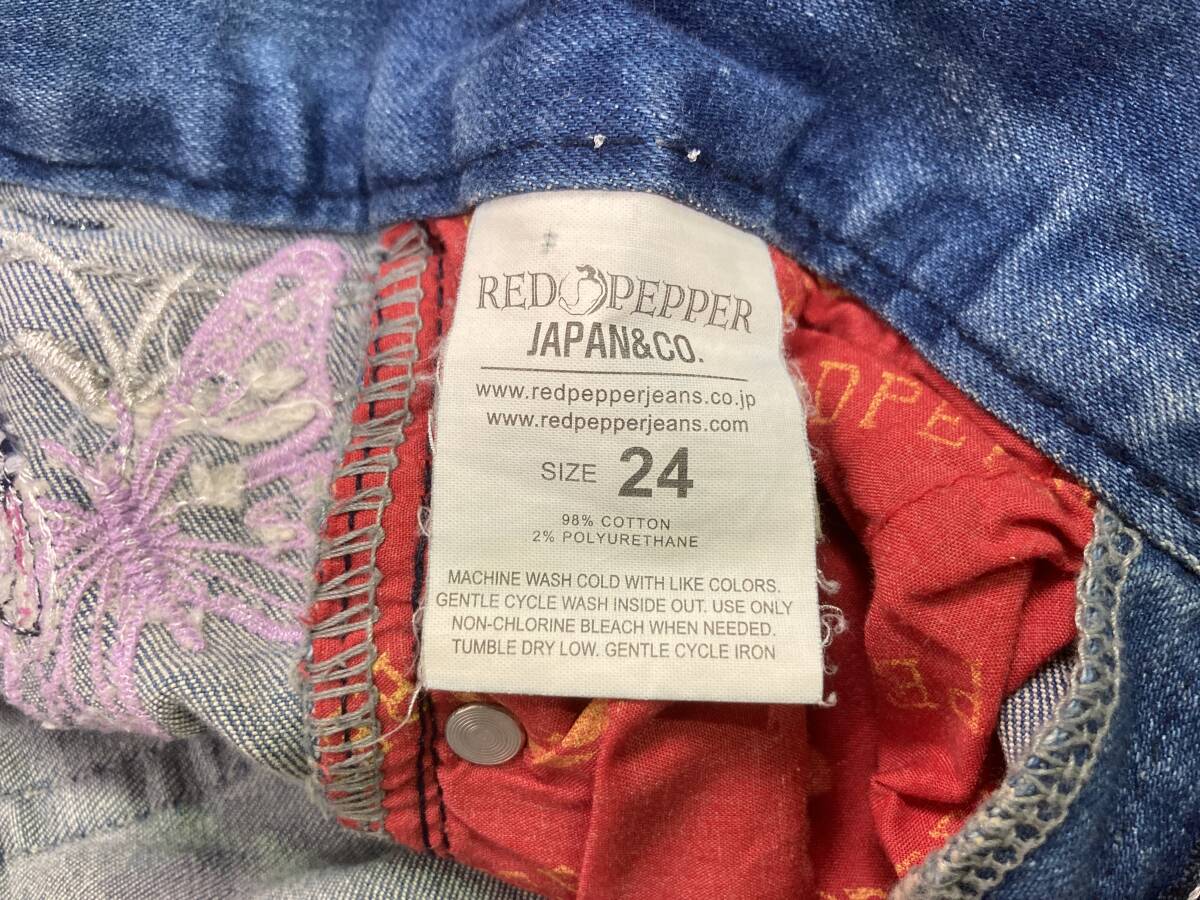 RED PEPPER
JAPAN&CO.
www.redpepperjeans.co.jp
www.redpepperjeans.com
SIZE 24
98% COTTON
2% POLYURETHANE
MACHINE WASH COLD WITH LIKE COLORS.
GENTLE CYCLE WASH INSIDE OUT. USE ONLY
NON-CHLORINE BLEACH WHEN NEEDED.
TUMBLE DRY LOW. GENTLE CYCLE IRON